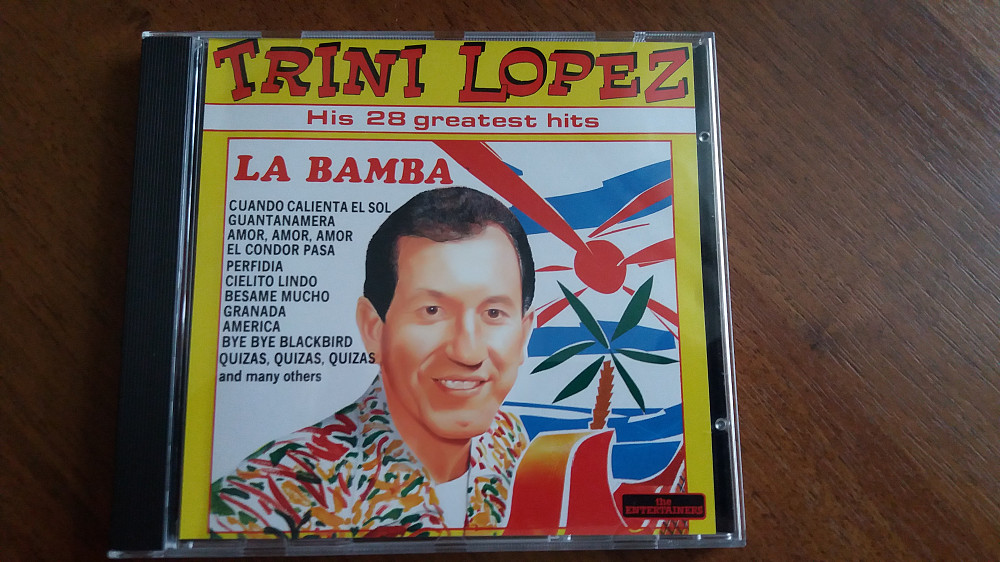 TRINI LOPEZ
His 28 greatest hits
LA BAMBA
CUANDO CALIENTA EL SOL
GUANTANAMERA
AMOR, AMOR, AMOR
EL CONDOR PASA
PERFIDIA
CIELITO LINDO
BESAME MUCHO
GRANADA
AMERICA
BYE BYE BLACKBIRD
QUIZAS, QUIZAS, QUIZAS
and many others
the
ENTERTAINERS